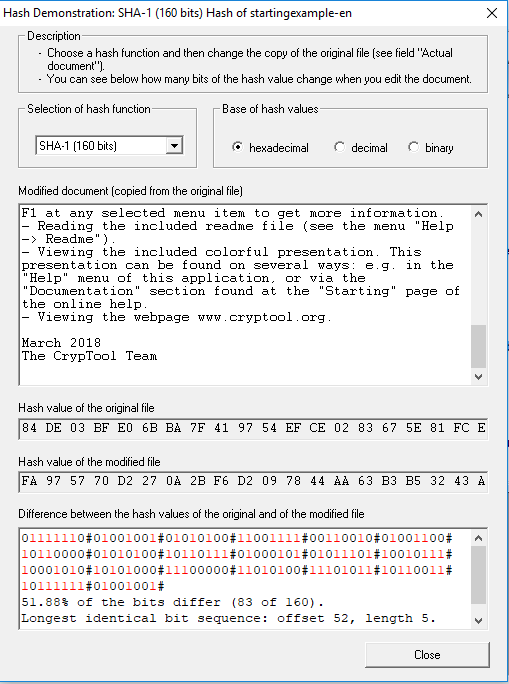 Hash Demonstration: SHA-1 (160 bits) Hash of startingexample-en
Description
- Choose a hash function and then change the copy of the original file (see field "Actual
document").
- You can see below how many bits of the hash value change when you edit the document.
Selection of hash function
SHA-1 (160 bits)
Base of hash values
hexadecimal
decimal
binary
Modified document (copied from the original file)
F1 at any selected menu item to get more information.
- Reading the included readme file (see the menu "Help
-> Readme").
- Viewing the included colorful presentation. This
presentation can be found on several ways: e.g. in the
"Help" menu of this application, or via the
"Documentation" section found at the "Starting" page of
the online help.
- Viewing the webpage www.cryptool.org.
March 2018
The CrypTool Team
Hash value of the original file
84 DE 03 BF E0 6B BA 7F 41 97 54 EF CE 02 83 67 5E 81 FC E
Hash value of the modified file
FA 97 57 70 D2 27 0A 2B F6 D2 09 78 44 AA 63 B3 B5 32 43 A
Difference between the hash values of the original and of the modified file
01111110#01001001#01010100#11001111#00110010#01001100#
10110000#01010100#10110111#01000101#01011101#10010111#
10001010#10101000#11100000#11010100#11101011#10110011#
10111111#01001001#
51.88% of the bits differ (83 of 160).
Longest identical bit sequence: offset 52, length 5.
Close